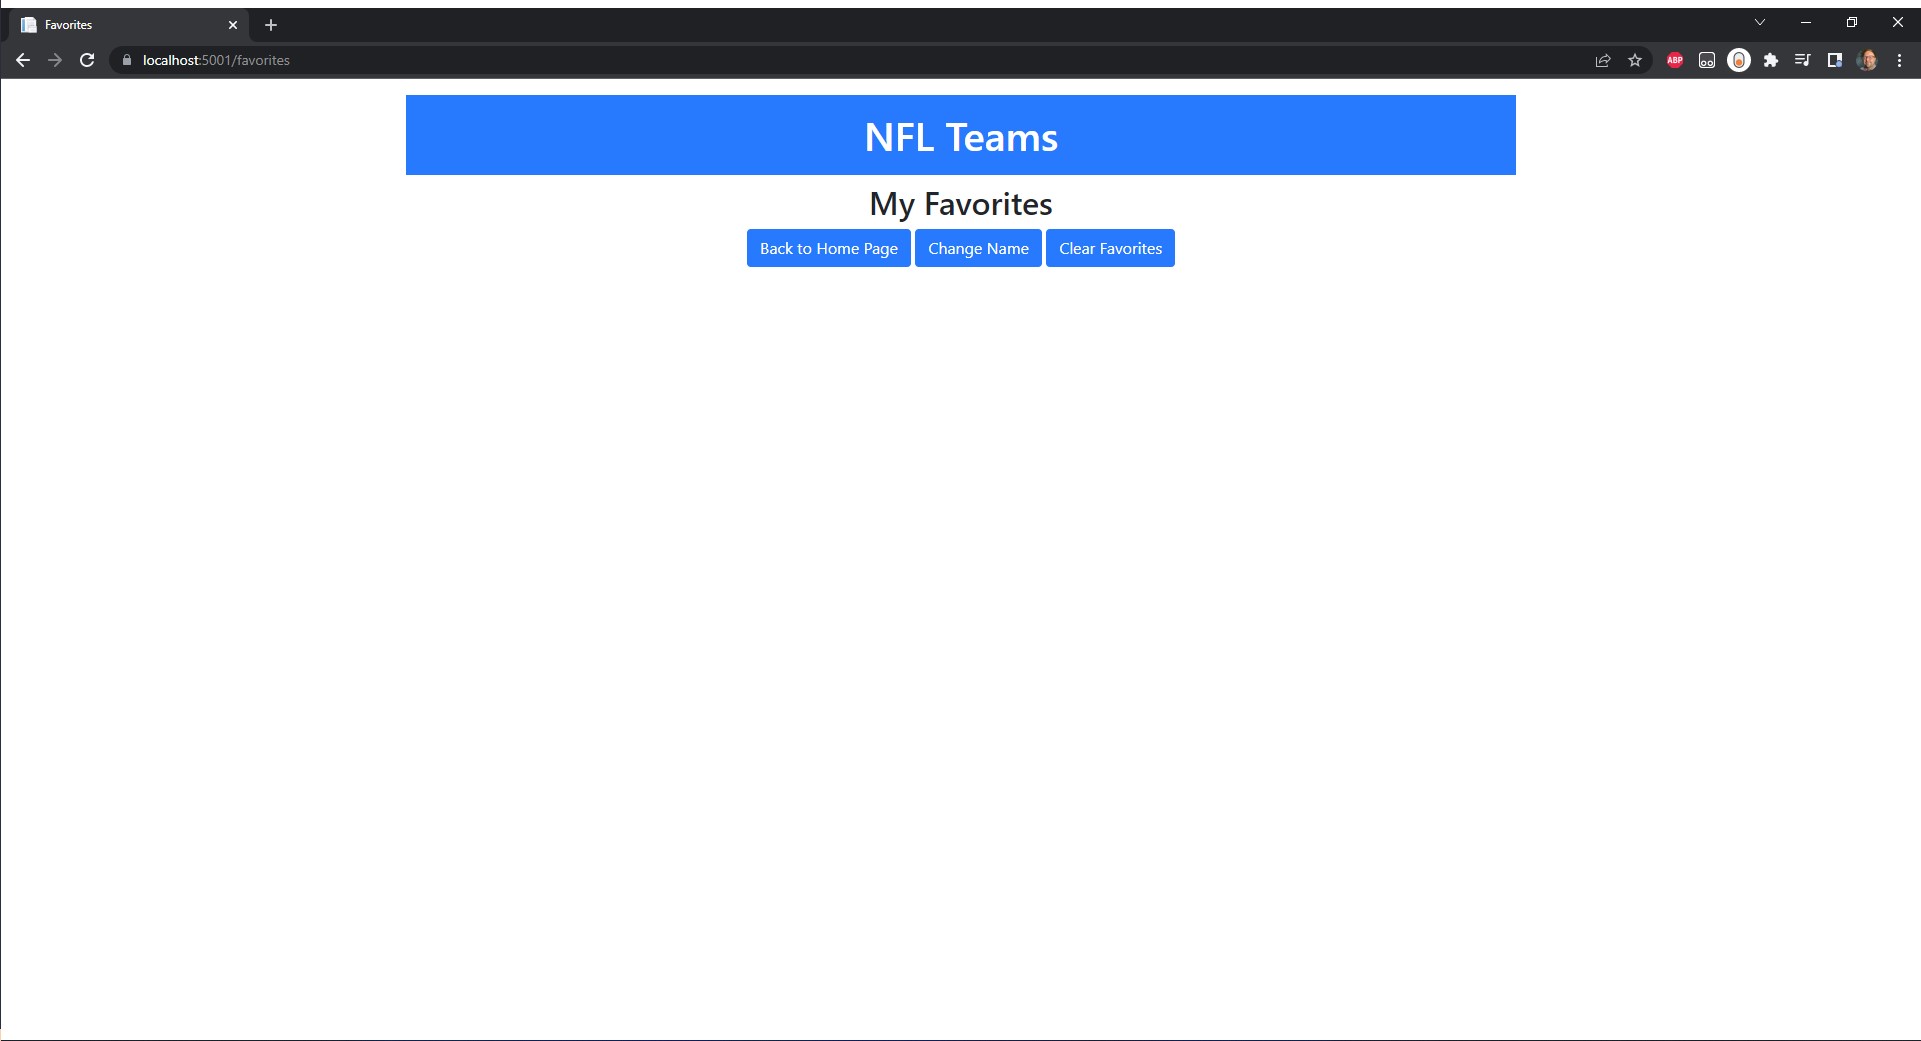 Favorites
localhost:5001/favorites
ABP
NFL Teams
My Favorites
Back to Home Page Change Name Clear Favorites